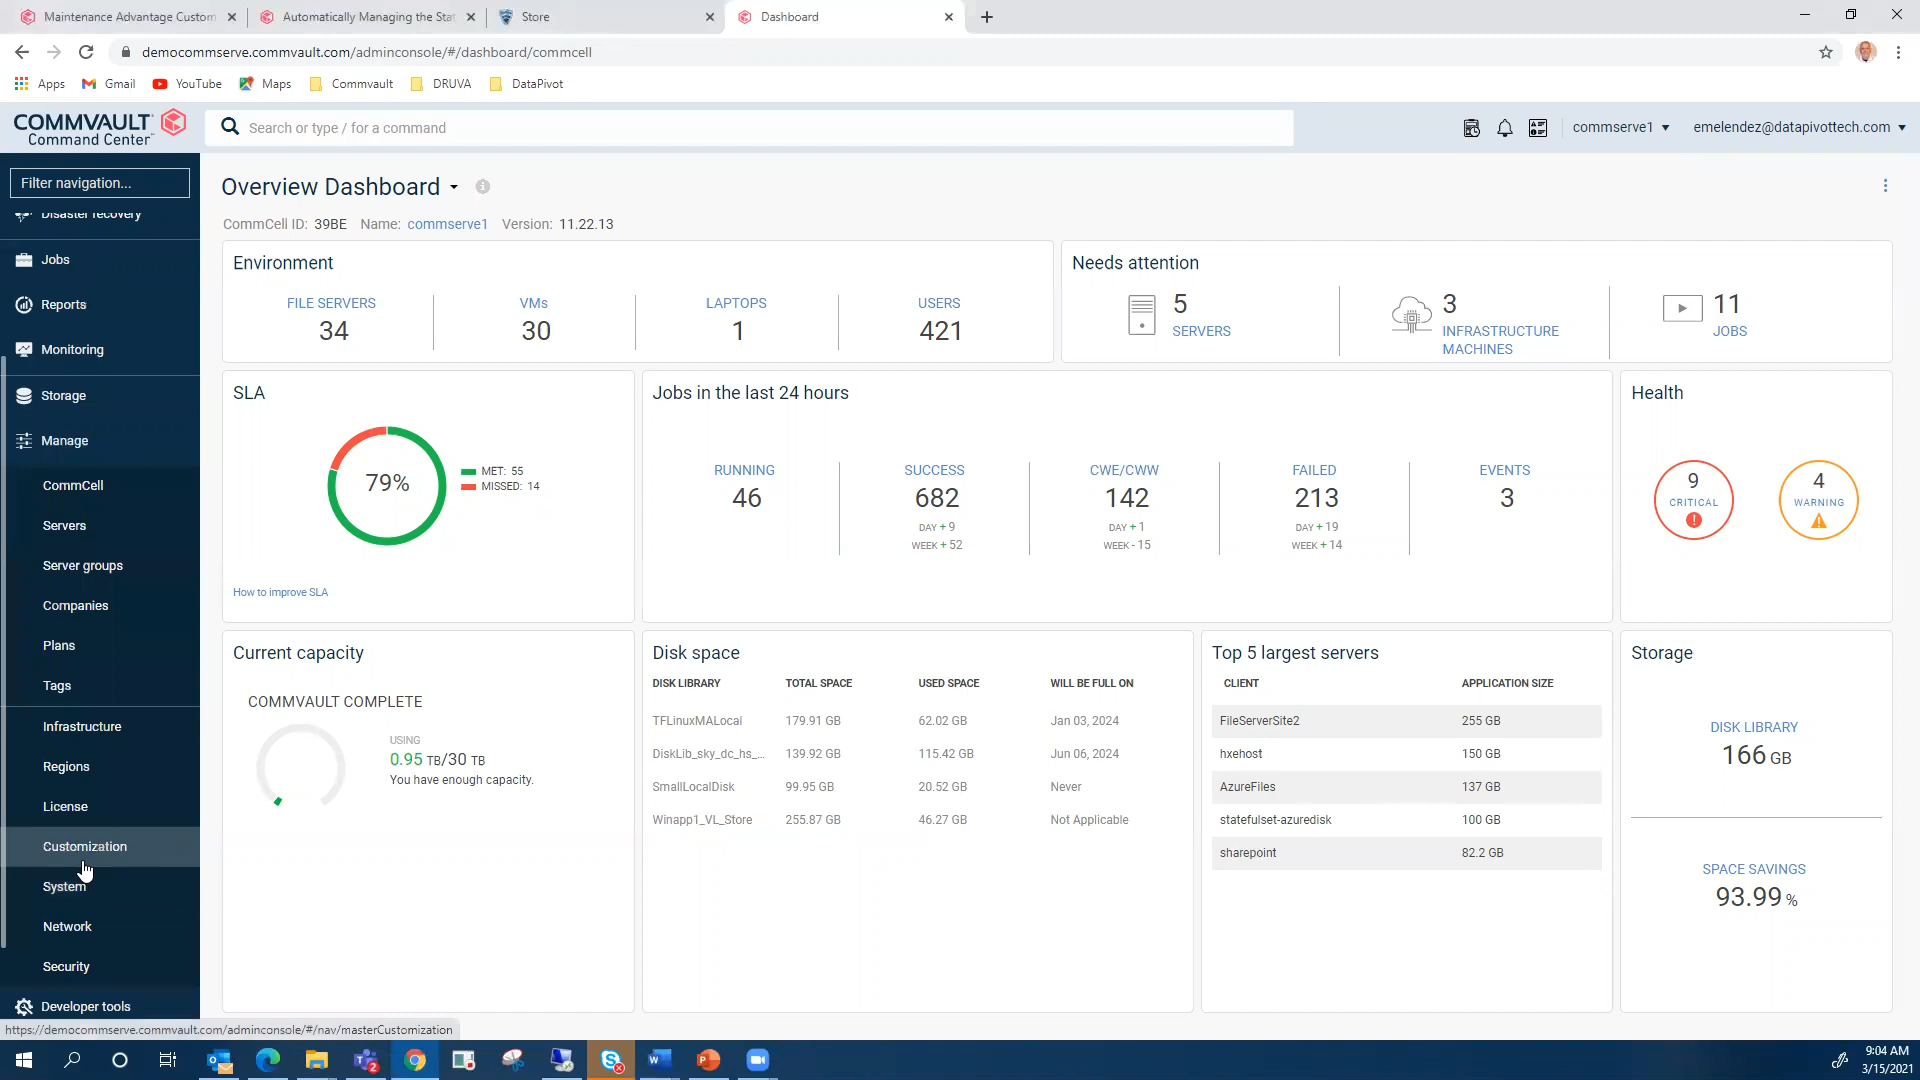 Maintenance Advantage Custom
Automatically Managing the Stat
Store
Dashboard
democommserve.commvault.com/adminconsole/#/dashboard/commcell
Apps
Gmail
YouTube
Maps
Commvault
DRUVA
DataPivot
COMMVAULT
Command Center
Search or type / for a command
commserve1
emelendez@datapivottech.com
Filter navigation...
Disaster recovery
Jobs
Reports
Monitoring
Storage
Manage
CommCell
Servers
Server groups
Companies
Plans
Tags
Infrastructure
Regions
License
Customization
System
Network
Security
Developer tools
https://democommserve.commvault.com/adminconsole/#/nav/masterCustomization
Overview Dashboard
CommCell ID: 39BE Name: commserve1 Version: 11.22.13
Environment
FILE SERVERS
34
VMs
30
LAPTOPS
1
USERS
421
Needs attention
5
SERVERS
3
INFRASTRUCTURE
MACHINES
11
JOBS
SLA
79%
MET: 55
MISSED: 14
How to improve SLA
Jobs in the last 24 hours
RUNNING
46
SUCCESS
682
DAY + 9
WEEK + 52
CWE/CWW
142
DAY + 1
WEEK - 15
FAILED
213
DAY + 19
WEEK + 14
EVENTS
3
Health
9
CRITICAL
4
WARNING
Current capacity
COMMVAULT COMPLETE
USING
0.95 TB/30 TB
You have enough capacity.
Disk space
DISK LIBRARY TOTAL SPACE USED SPACE WILL BE FULL ON
TFLinuxMALocal 179.91 GB 62.02 GB Jan 03, 2024
DiskLib_sky_dc_hs_... 139.92 GB 115.42 GB Jun 06, 2024
SmallLocalDisk 99.95 GB 20.52 GB Never
Winapp1_VL_Store 255.87 GB 46.27 GB Not Applicable
Top 5 largest servers
CLIENT APPLICATION SIZE
FileServerSite2 255 GB
hxehost 150 GB
AzureFiles 137 GB
statefulset-azuredisk 100 GB
sharepoint 82.2 GB
Storage
DISK LIBRARY
166 GB
SPACE SAVINGS
93.99 %
9:04 AM
3/15/2021